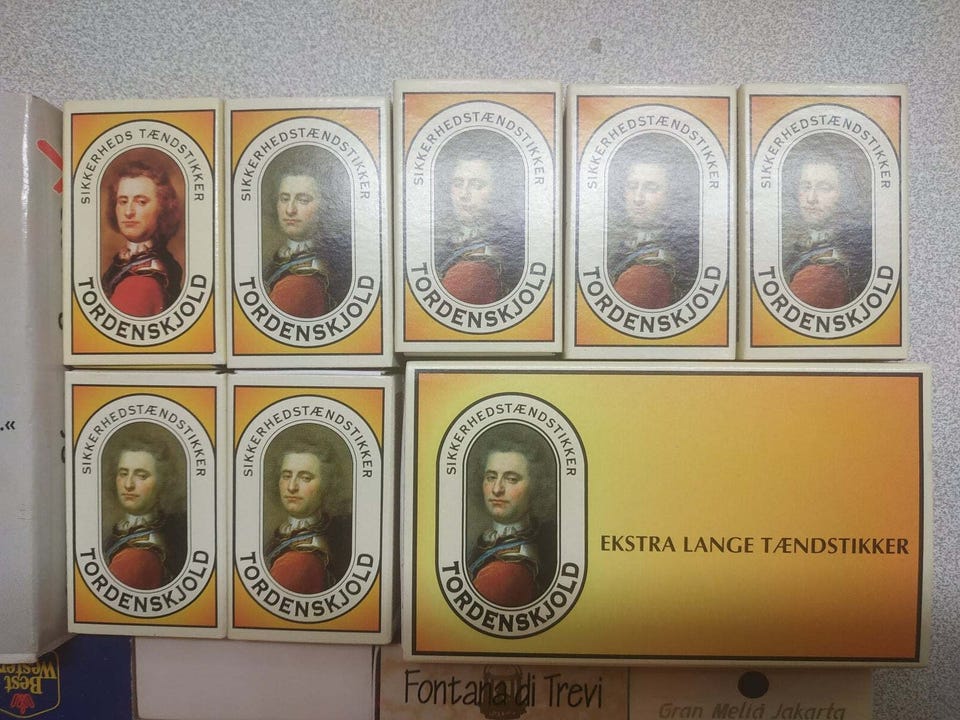 SIKKERHEDS TÆNDSTIKKER
TORDENSKJOLD
SIKKERHEDSTÆNDSTIKKER
TORDENSKJOLD
SIKKERHEDSTÆNDSTIKKER
TORDENSKJOLD
SIKKERHEDSTÆNDSTIKKER
TORDENSKJOLD
SIKKERHEDSTÆNDSTIKKER
TORDENSKJOLD
SIKKERHEDSTÆNDSTIKKER
TORDENSKJOLD
SIKKERHEDSTÆNDSTIKKER
TORDENSKJOLD
SIKKERHEDSTÆNDSTIKKER
TORDENSKJOLD
EKSTRA LANGE TÆNDSTIKKER
Best
Western
Fontana di Trevi
Gran Meliá Jakarta